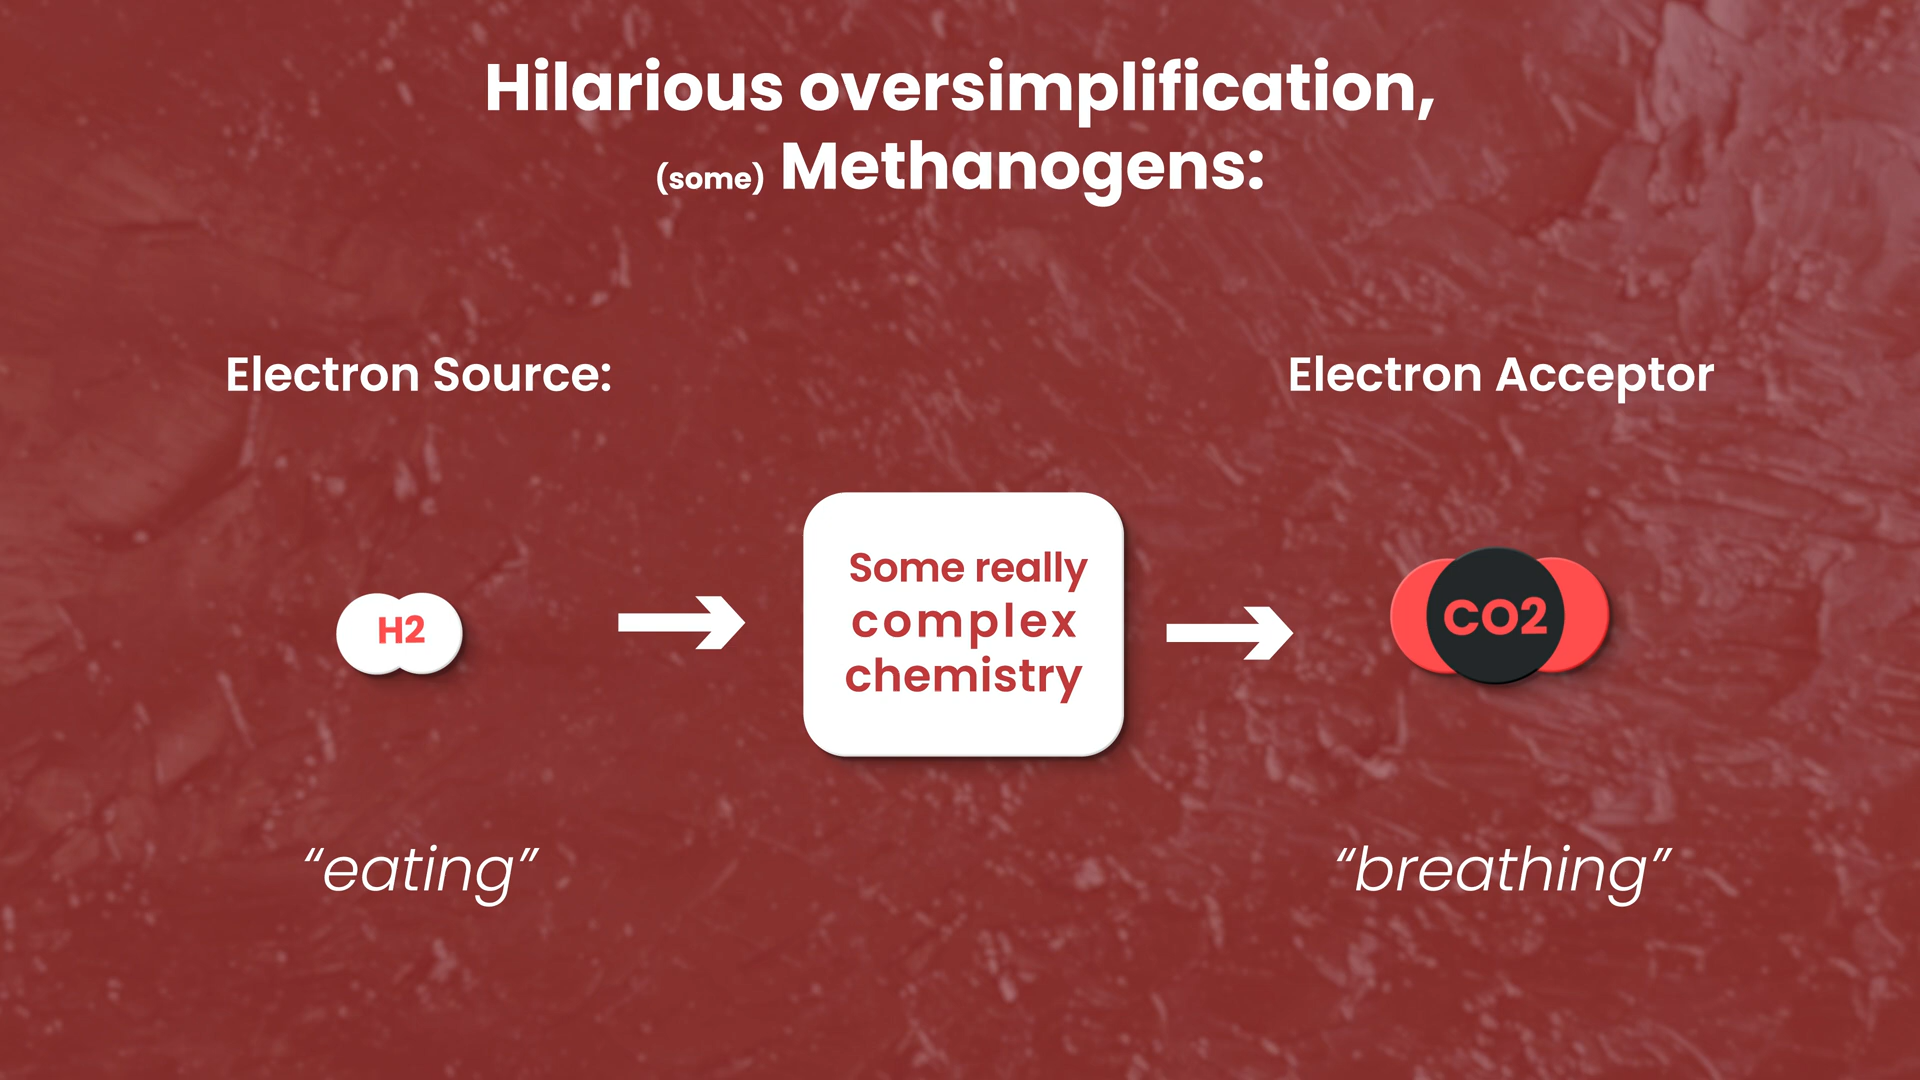 Hilarious oversimplification,
(some) Methanogens:
Electron Source:
Electron Acceptor
H2
Some really
complex
chemistry
CO2
“eating”
“breathing”